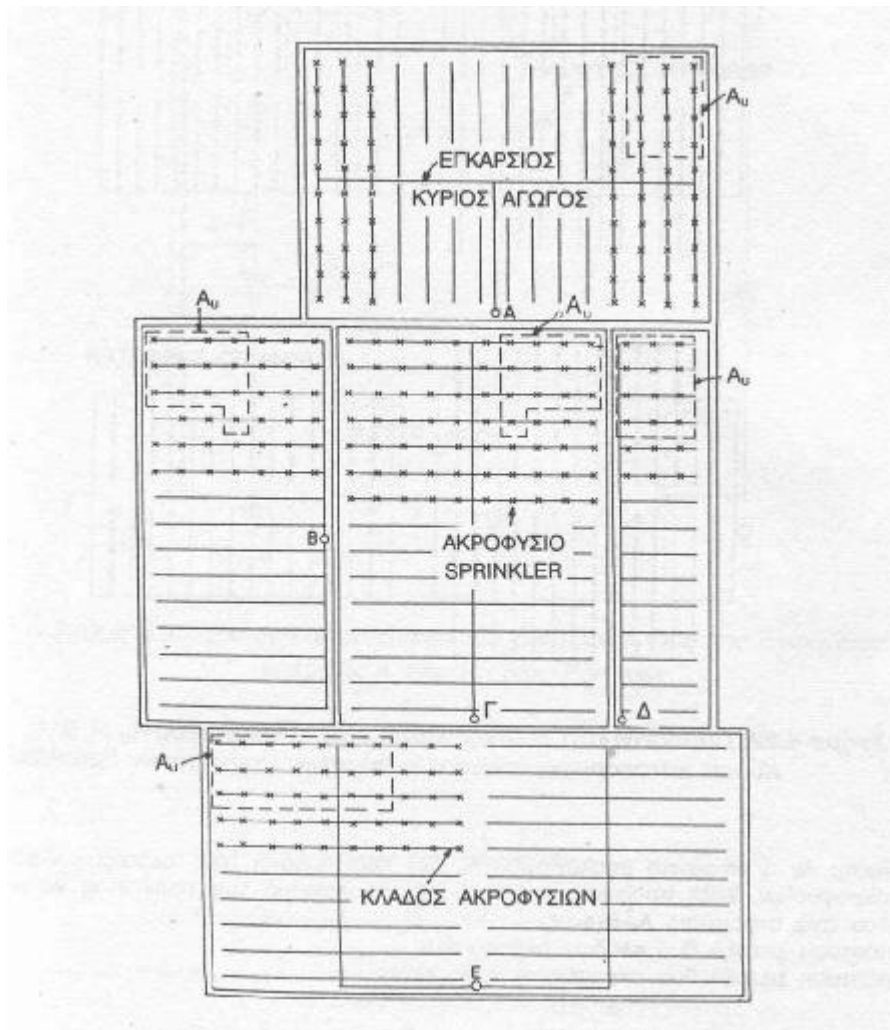 Aᵤ
ΕΓΚΑΡΣΙΟΣ
ΚΥΡΙΟΣ ΑΓΩΓΟΣ
Α
Aᵤ
Aᵤ
Aᵤ
Β
ΑΚΡΟΦΥΣΙΟ
SPRINKLER
Γ
Δ
Aᵤ
ΚΛΑΔΟΣ ΑΚΡΟΦΥΣΙΩΝ
Ε